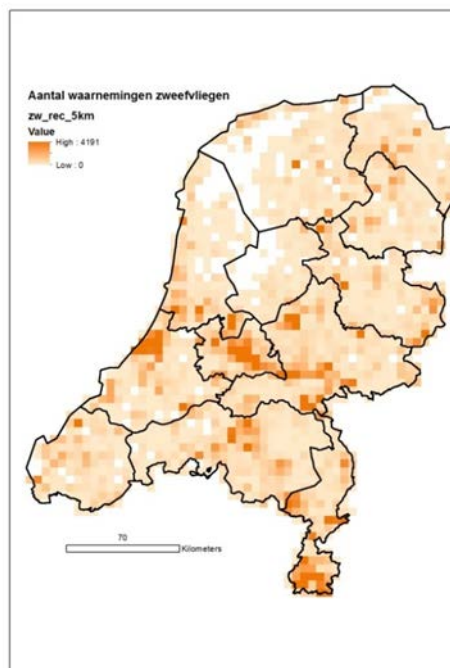 Aantal waarnemingen zweefvliegen
zw_rec_5km
Value
High : 4191
Low : 0
70
Kilometers